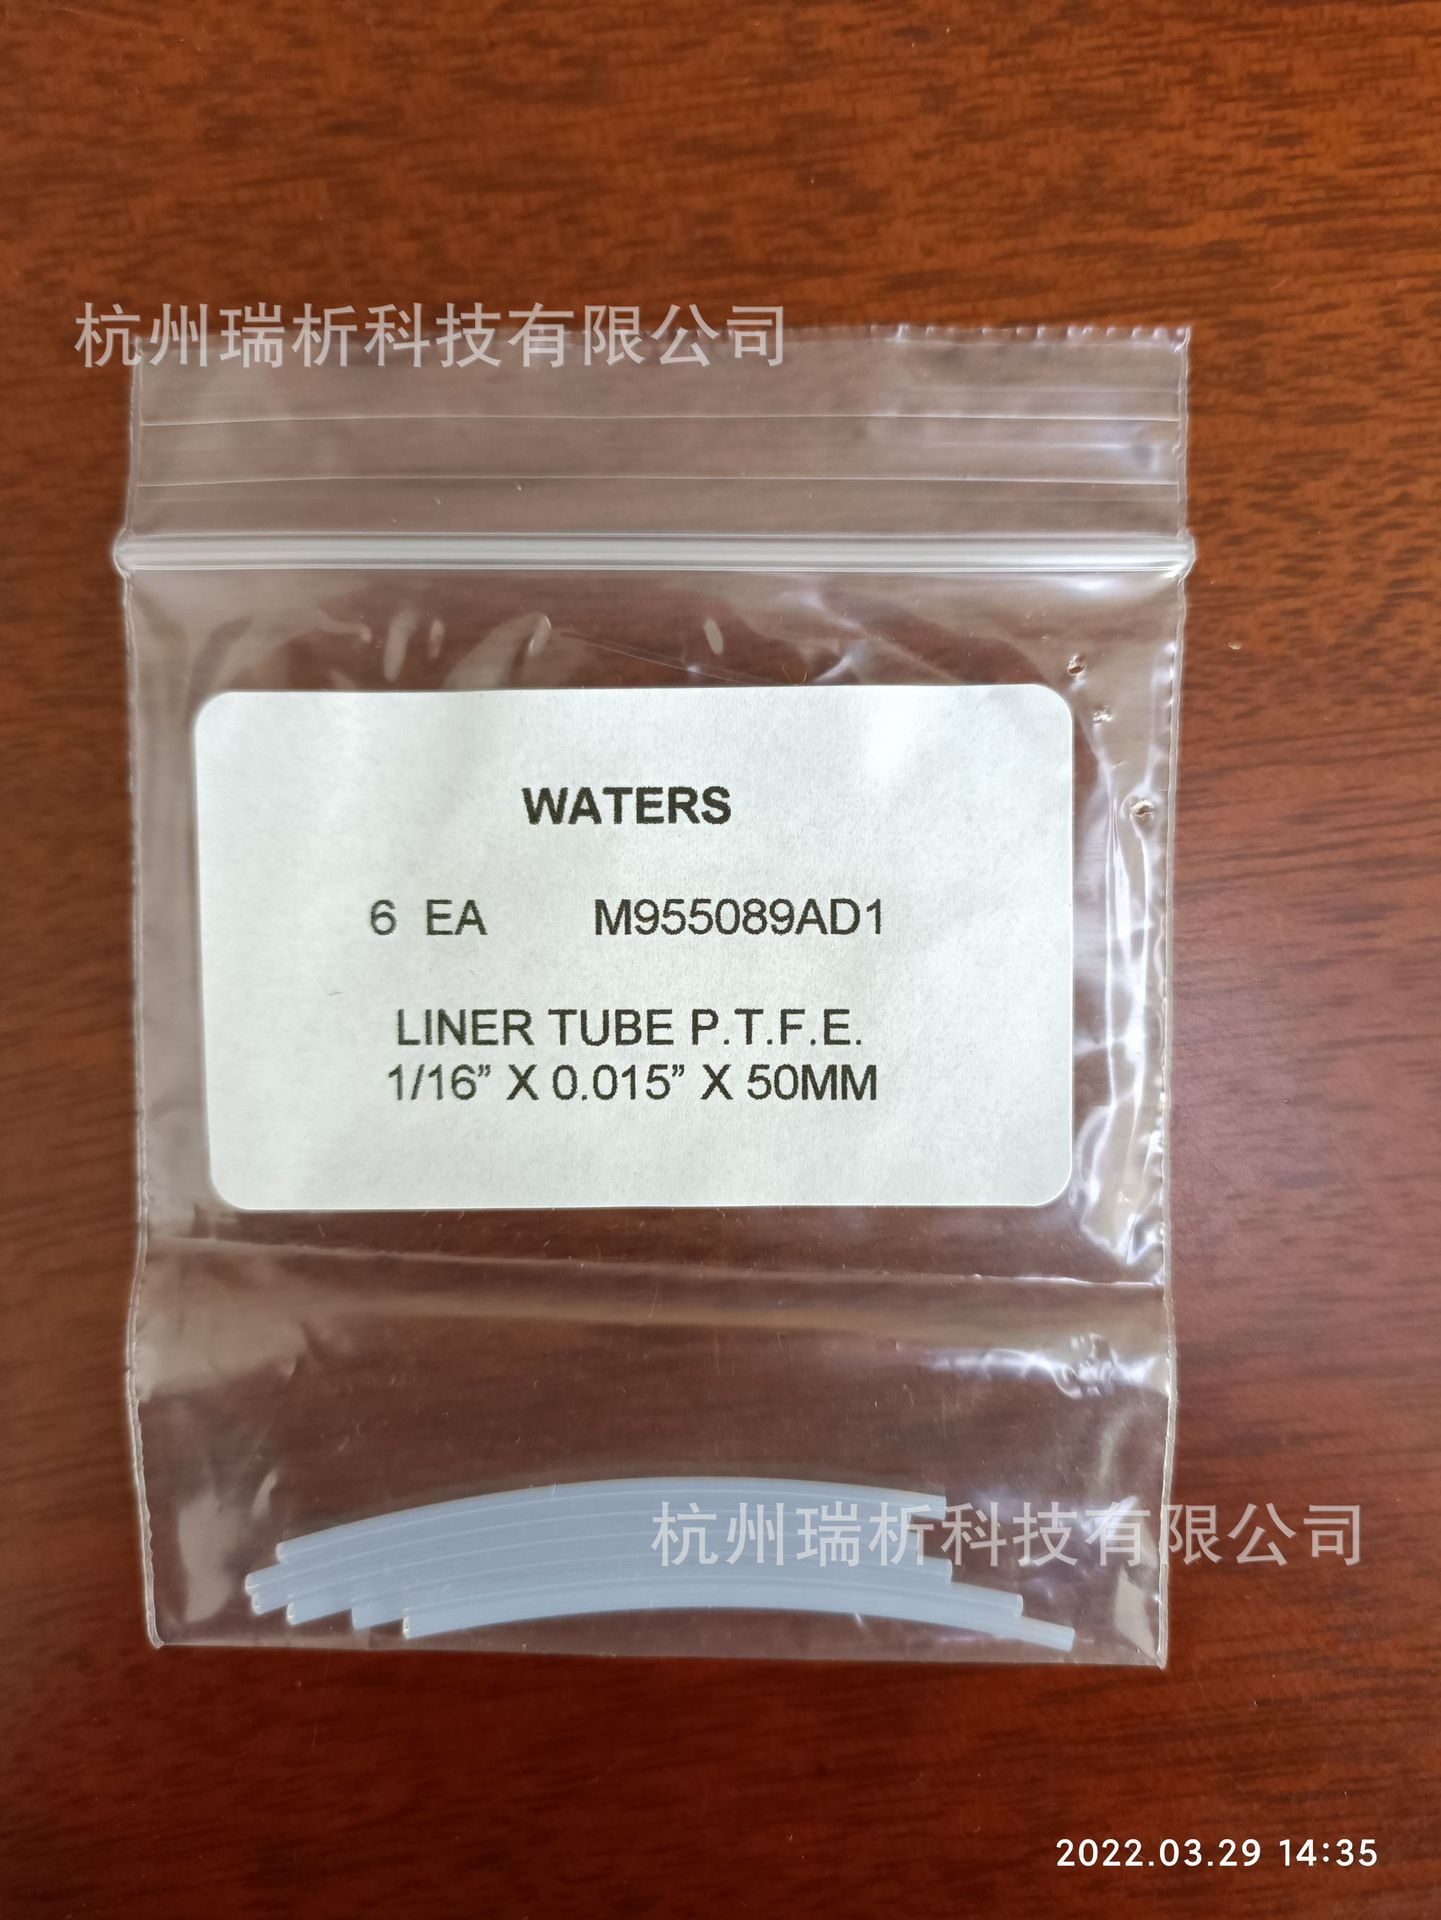 杭州瑞析科技有限公司
WATERS
6 EA M955089AD1
LINER TUBE P.T.F.E.
1/16” X 0.015” X 50MM
杭州瑞析科技有限公司
2022.03.29 14:35